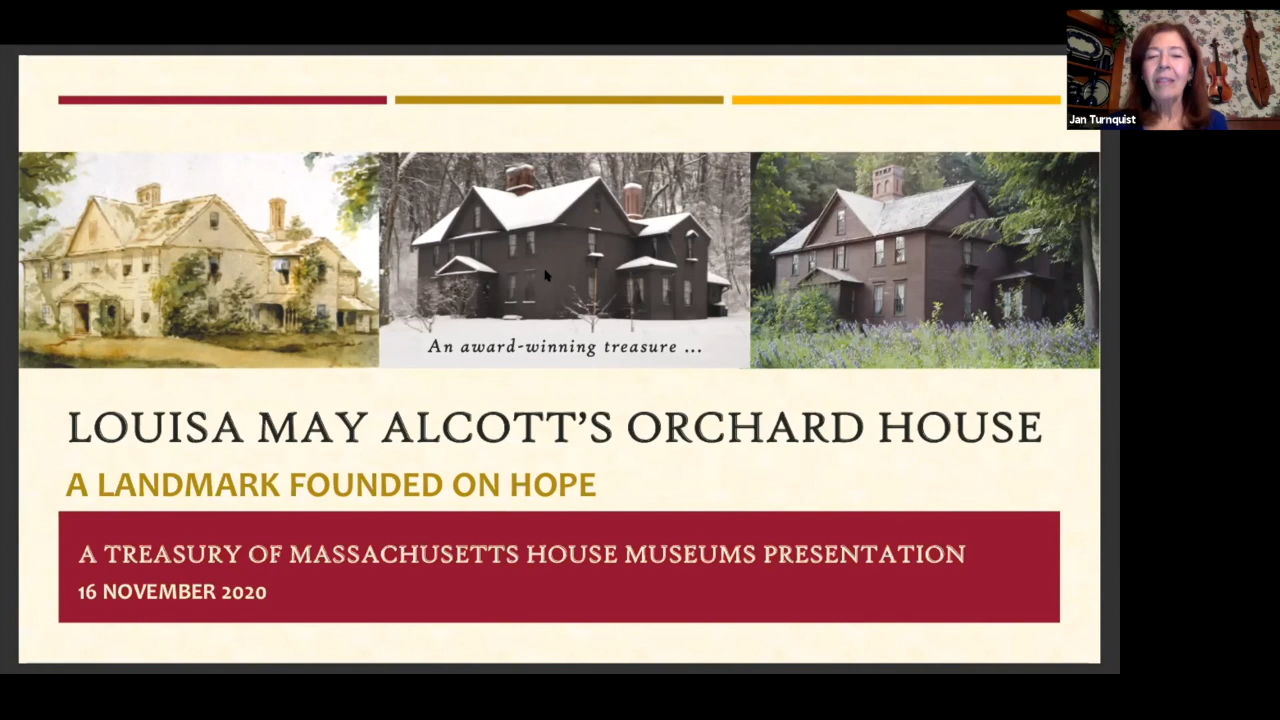 Jan Turnquist
An award-winning treasure ...
LOUISA MAY ALCOTT’S ORCHARD HOUSE
A LANDMARK FOUNDED ON HOPE
A TREASURY OF MASSACHUSETTS HOUSE MUSEUMS PRESENTATION
16 NOVEMBER 2020